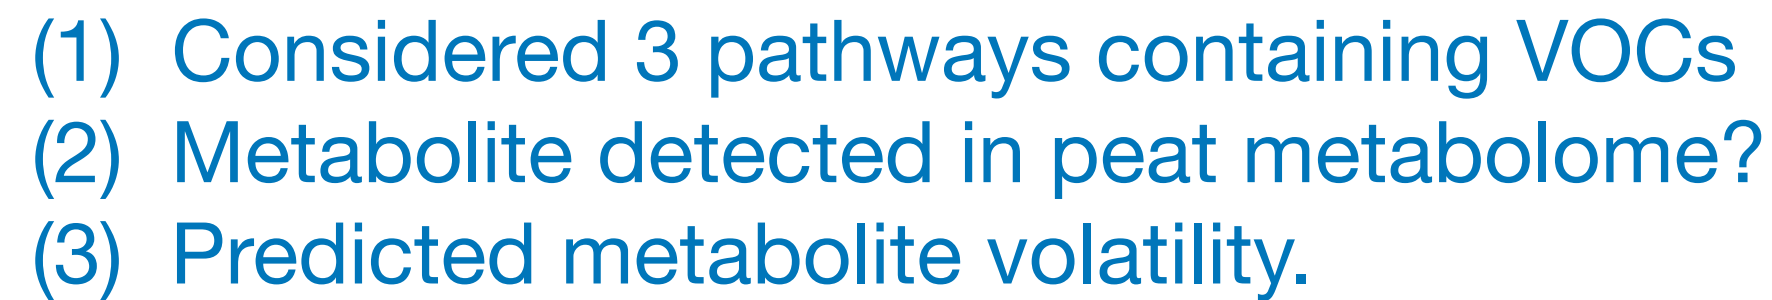 (1) Considered 3 pathways containing VOCs
(2) Metabolite detected in peat metabolome?
(3) Predicted metabolite volatility.